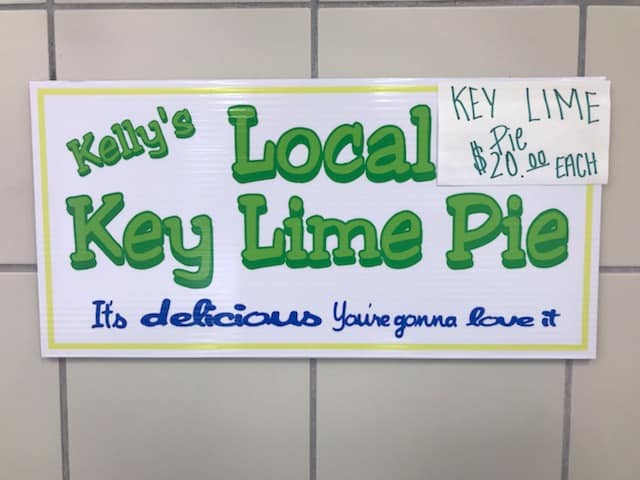 Kelly's Local
Key Lime Pie
It's delicious You're gonna love it
KEY LIME
Pie
$20.00 EACH